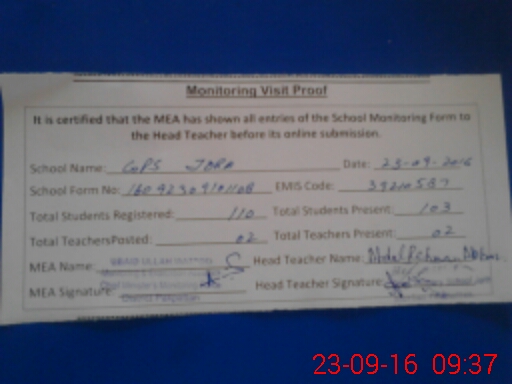 Monitoring Visit Proof
It is certified that the MEA has shown all entries of the School Monitoring Form to
the Head Teacher before its online submission.
School Name: GPS JORA Date: 23-09-2016
School Form No: EMIS Code: 39210587
Total Students Registered: 110 Total Students Present: 103
Total TeachersPosted: 02 Total Teachers Present: 02
MEA Name: Head Teacher Name:
MEA Signature: Head Teacher Signature:
23-09-16 09:37